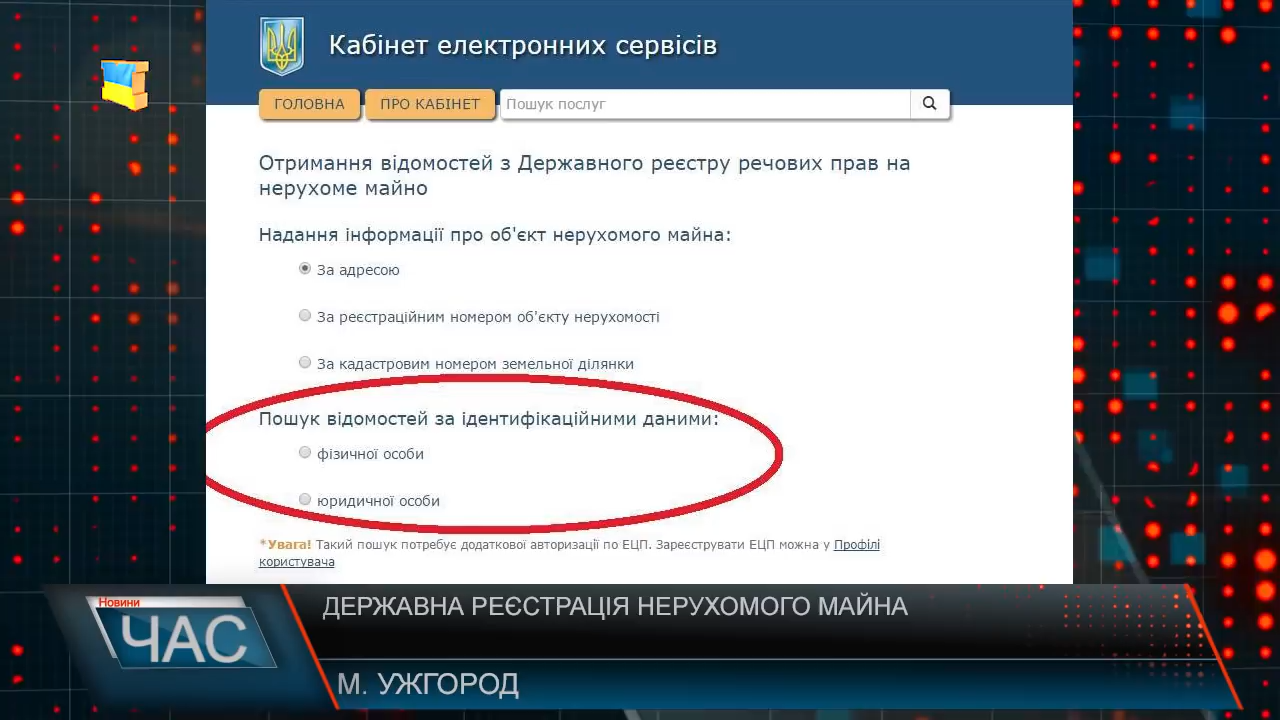 Кабінет електронних сервісів
ГОЛОВНА
ПРО КАБІНЕТ
Пошук послуг
Отримання відомостей з Державного реєстру речових прав на
нерухоме майно
Надання інформації про об'єкт нерухомого майна:
За адресою
За реєстраційним номером об'єкту нерухомості
За кадастровим номером земельної ділянки
Пошук відомостей за ідентифікаційними даними:
фізичної особи
юридичної особи
*Увага! Такий пошук потребує додаткової авторизації по ЕЦП. Зареєструвати ЕЦП можна у Профілі
користувача
Новини
ЧАС
ДЕРЖАВНА РЕЄСТРАЦІЯ НЕРУХОМОГО МАЙНА
М. УЖГОРОД